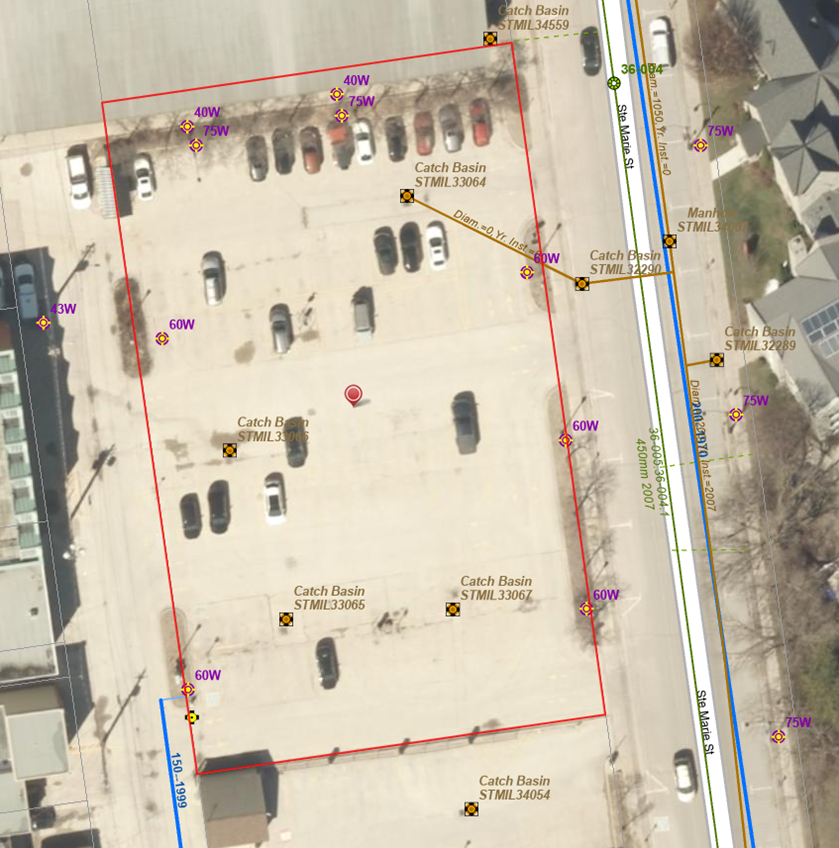 Catch Basin
STMIL34559
36-004
40W
75W
40W
75W
75W
Diam.=1050,Yr. Inst.=0
Ste Marie St
Catch Basin
STMIL33064
Diam.=0,Yr. Inst.
60W
Catch Basin
STMIL32290
43W
60W
Catch Basin
STMIL32289
75W
Catch Basin
60W
36-005:36-004.1
450mm 2007
Inst.=2007
Catch Basin
STMIL33065
Catch Basin
STMIL33067
60W
60W
Ste Marie St
75W
150
1999
Catch Basin
STMIL34054